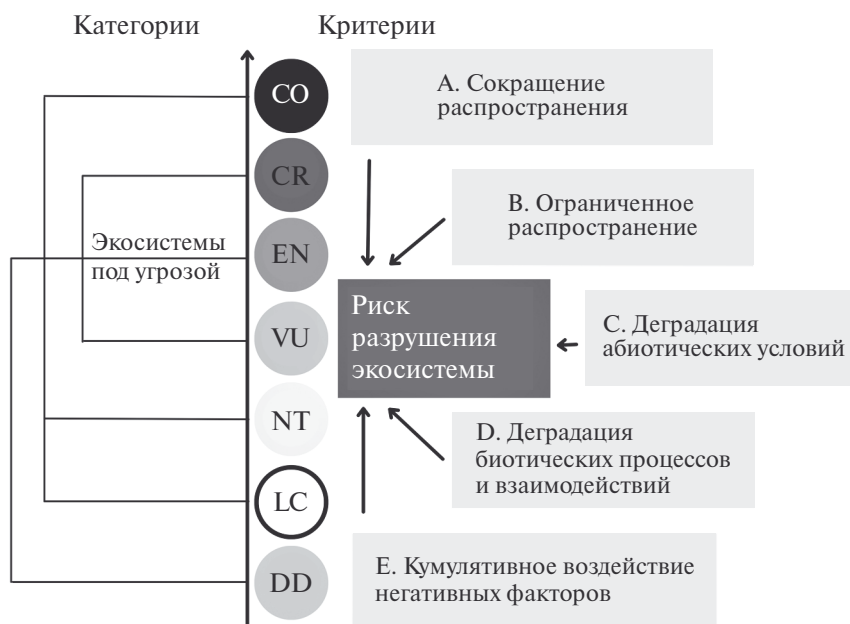 Категории
Критерии
CO
CR
EN
VU
NT
LC
DD
Экосистемы
под угрозой
A. Сокращение
распространения
B. Ограниченное
распространение
Риск
разрушения
экосистемы
C. Деградация
абиотических условий
D. Деградация
биотических процессов
и взаимодействий
E. Кумулятивное воздействие
негативных факторов